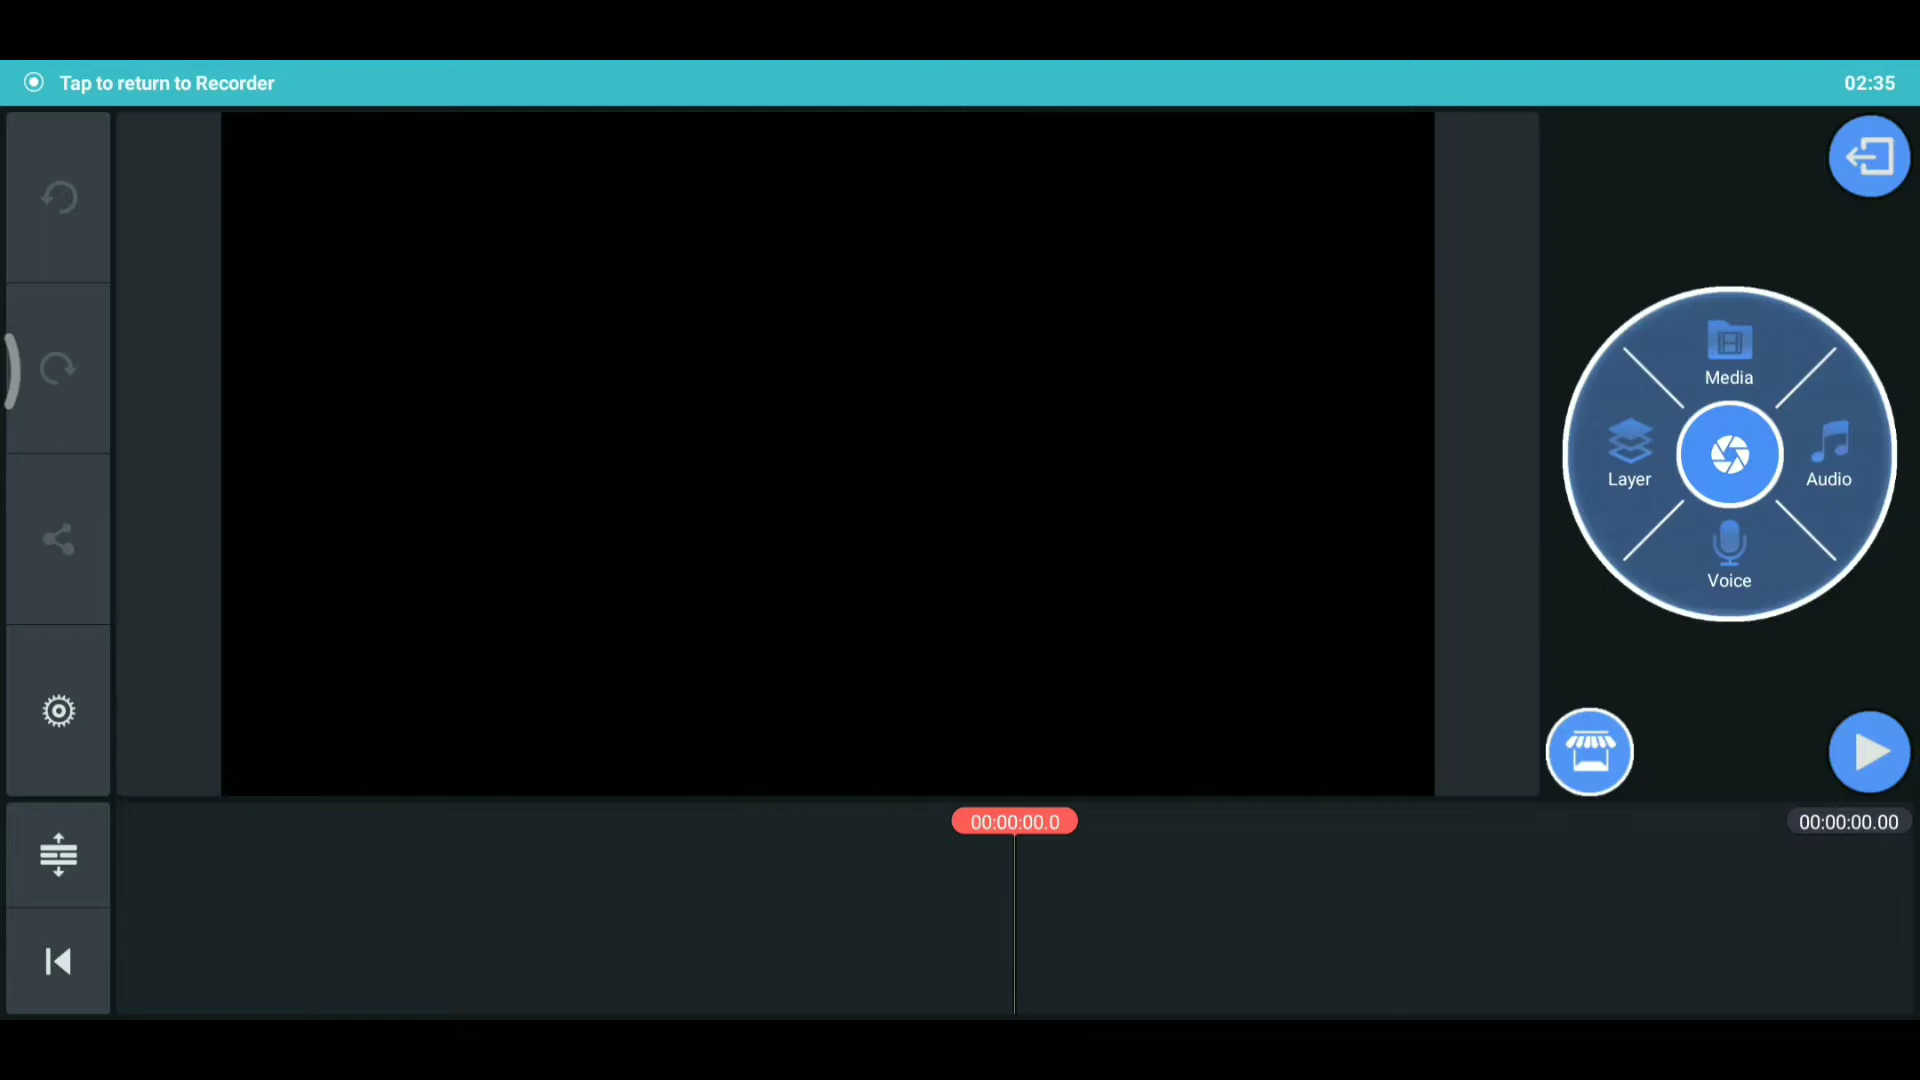 Tap to return to Recorder
02:35
Media
Layer
Audio
Voice
00:00:00.0
00:00:00.00